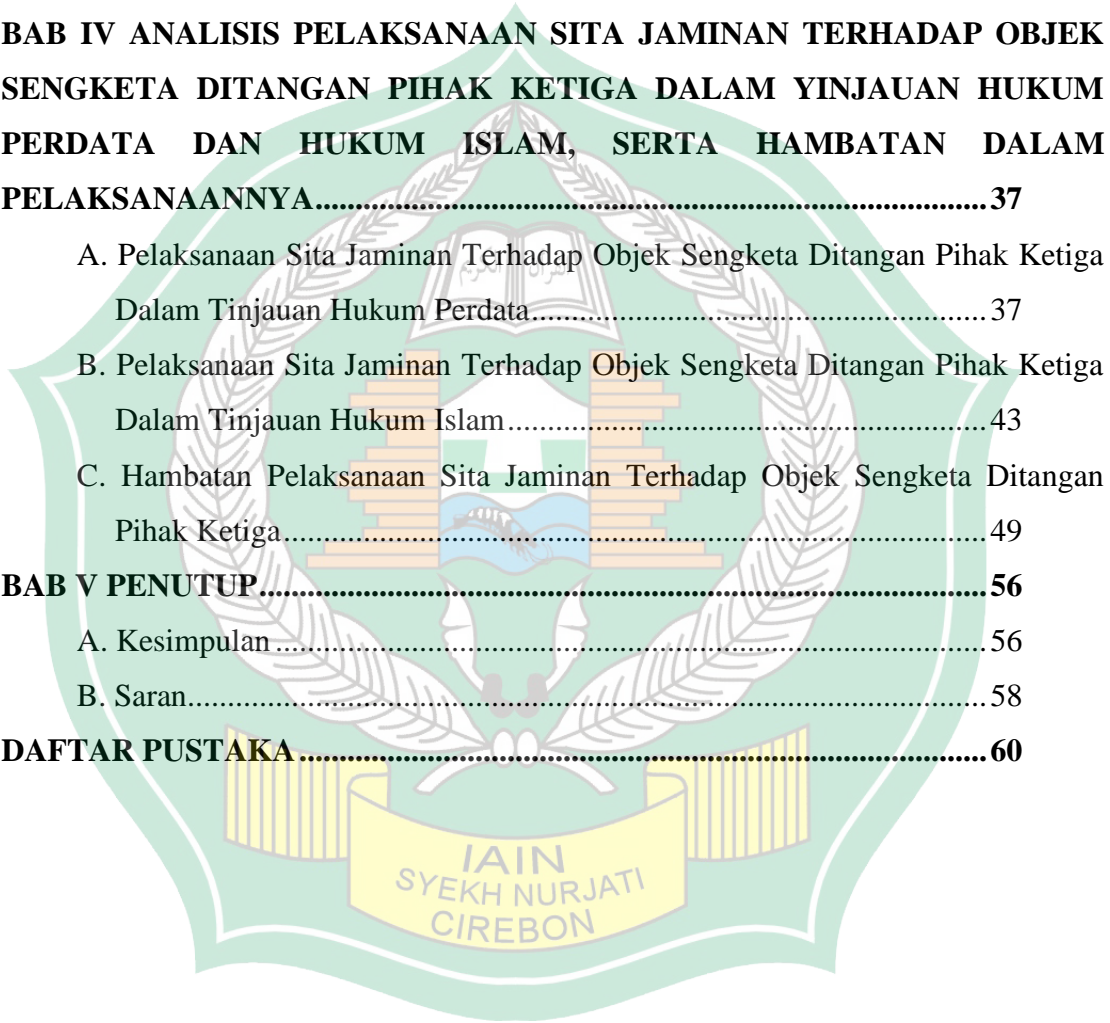 BAB IV ANALISIS PELAKSANAAN SITA JAMINAN TERHADAP OBJEK
SENGKETA DITANGAN PIHAK KETIGA DALAM YINJAUAN HUKUM
PERDATA DAN HUKUM ISLAM, SERTA HAMBATAN DALAM
PELAKSANAANNYA....................................................................................37
A. Pelaksanaan Sita Jaminan Terhadap Objek Sengketa Ditangan Pihak Ketiga
Dalam Tinjauan Hukum Perdata.........................................................37
B. Pelaksanaan Sita Jaminan Terhadap Objek Sengketa Ditangan Pihak Ketiga
Dalam Tinjauan Hukum Islam............................................................43
C. Hambatan Pelaksanaan Sita Jaminan Terhadap Objek Sengketa Ditangan
Pihak Ketiga........................................................................................49
BAB V PENUTUP...........................................................................................56
A. Kesimpulan.........................................................................................56
B. Saran....................................................................................................58
DAFTAR PUSTAKA......................................................................................60
IAIN
SYEKH NURJATI
CIREBON